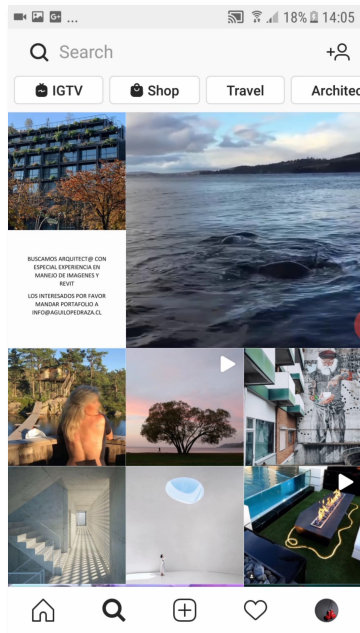 ... 18% 14:05
Search
IGTV
Shop
Travel
Architec
BUSCAMOS ARQUITECT@ CON
ESPECIAL EXPERIENCIA EN
MANEJO DE IMAGENES Y
REVIT
LOS INTERESADOS POR FAVOR
MANDAR PORTAFOLIO A
INFO@AGUILOPEDRAZA.CL